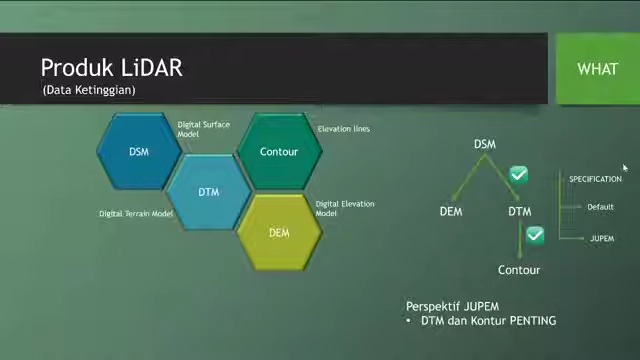 Produk LiDAR
(Data Ketinggian)
WHAT
Digital Surface
Model
DSM
Contour
Elevation lines
DTM
Digital Terrain Model
DEM
Digital Elevation
Model
DSM
DEM
DTM
Contour
SPECIFICATION
Default
JUPEM
Perspektif JUPEM
• DTM dan Kontur PENTING